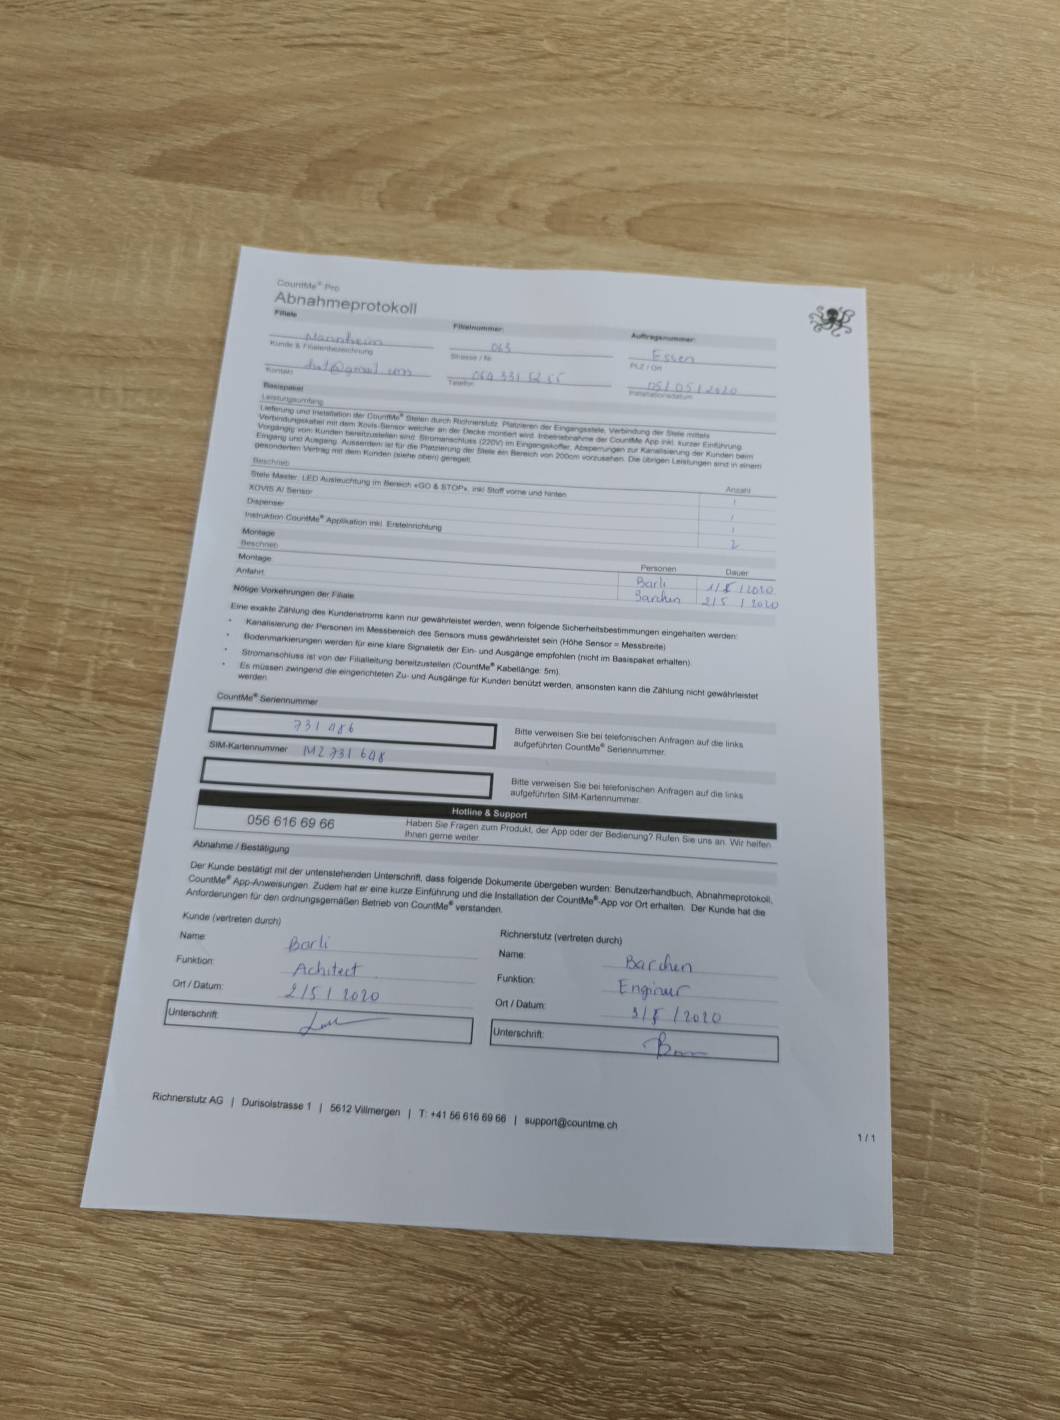 CountMe® Pro
Abnahmeprotokoll
Filiale
Filialnummer:
Auftragsnummer:
Mannheim
063
Essen
Kunde & Filialenbezeichnung
Strasse / Nr.
PLZ / Ort
@gmail.com
064 331 52 55
05/05/2020
Kontakt
Telefon
Installationsdatum
Basispaket
Leistungsumfang
Lieferung und Installation der CountMe® Stelen durch Richnerstutz. Platzieren der Eingangsstele, Verbindung der Stele mittels
Verbindungskabel mit dem Xovis-Sensor welcher an der Decke montiert wird. Inbetriebnahme der CountMe App inkl. kurzer Einführung.
Vorgängig vom Kunden bereitzustellen sind: Stromanschluss (220V) im Eingangskoffer, Absperrungen zur Kanalisierung der Kunden beim
Eingang und Ausgang. Ausserdem ist für die Platzierung der Stele ein Bereich von 200cm vorzusehen. Die übrigen Leistungen sind in einem
gesonderten Vertrag mit dem Kunden (siehe oben) geregelt.
Beschrieb
Anzahl
Stele Master, LED Ausleuchtung im Bereich «GO & STOP», inkl Stoff vorne und hinten
1
XOVIS AI Sensor
1
Dispenser
1
Instruktion CountMe® Applikation inkl. Ersteinrichtung
2
Montage
Beschrieb
Personen
Dauer
Montage
Barli
1/5/2020
Anfahrt
Barchen
2/5/2020
Nötige Vorkehrungen der Filiale
Eine exakte Zählung des Kundenstroms kann nur gewährleistet werden, wenn folgende Sicherheitsbestimmungen eingehalten werden:
• Kanalisierung der Personen im Messbereich des Sensors muss gewährleistet sein (Höhe Sensor = Messbreite)
• Bodenmarkierungen werden für eine klare Signaletik der Ein- und Ausgänge empfohlen (nicht im Basispaket erhalten)
• Stromanschluss ist von der Filialleitung bereitzustellen (CountMe® Kabellänge: 5m).
• Es müssen zwingend die eingerichteten Zu- und Ausgänge für Kunden benützt werden, ansonsten kann die Zählung nicht gewährleistet
werden.
CountMe® Seriennummer
731 486
Bitte verweisen Sie bei telefonischen Anfragen auf die links
aufgeführten CountMe® Seriennummer.
SIM-Kartennummer
M2 731 648
Bitte verweisen Sie bei telefonischen Anfragen auf die links
aufgeführten SIM-Kartennummer.
Hotline & Support
056 616 69 66
Haben Sie Fragen zum Produkt, der App oder der Bedienung? Rufen Sie uns an. Wir helfen
Ihnen gerne weiter.
Abnahme / Bestätigung
Der Kunde bestätigt mit der untenstehenden Unterschrift, dass folgende Dokumente übergeben wurden: Benutzerhandbuch, Abnahmeprotokoll,
CountMe® App-Anweisungen. Zudem hat er eine kurze Einführung und die Installation der CountMe®-App vor Ort erhalten. Der Kunde hat die
Anforderungen für den ordnungsgemäßen Betrieb von CountMe® verstanden.
Kunde (vertreten durch)
Name: Barli
Funktion: Achitect
Ort / Datum: 2/5/2020
Unterschrift:
Richnerstutz (vertreten durch)
Name: Barchen
Funktion: Enginur
Ort / Datum: 3/5/2020
Unterschrift:
Richnerstutz AG | Durisolstrasse 1 | 5612 Villmergen | T: +41 56 616 69 66 | support@countme.ch
1 / 1